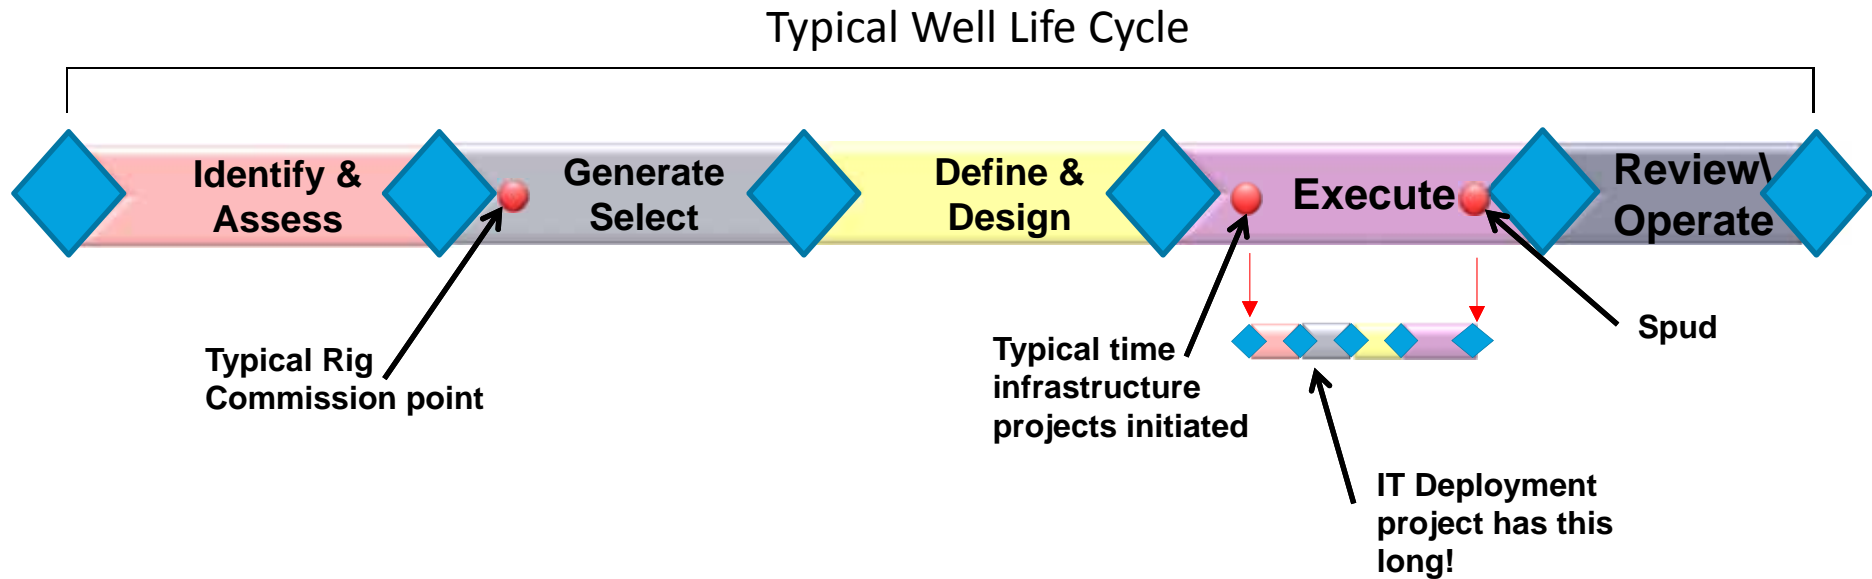 Typical Well Life Cycle
Identify &
Assess
Generate
Select
Define &
Design
Execute
Review\
Operate
Typical Rig
Commission point
Typical time
infrastructure
projects initiated
Spud
IT Deployment
project has this
long!